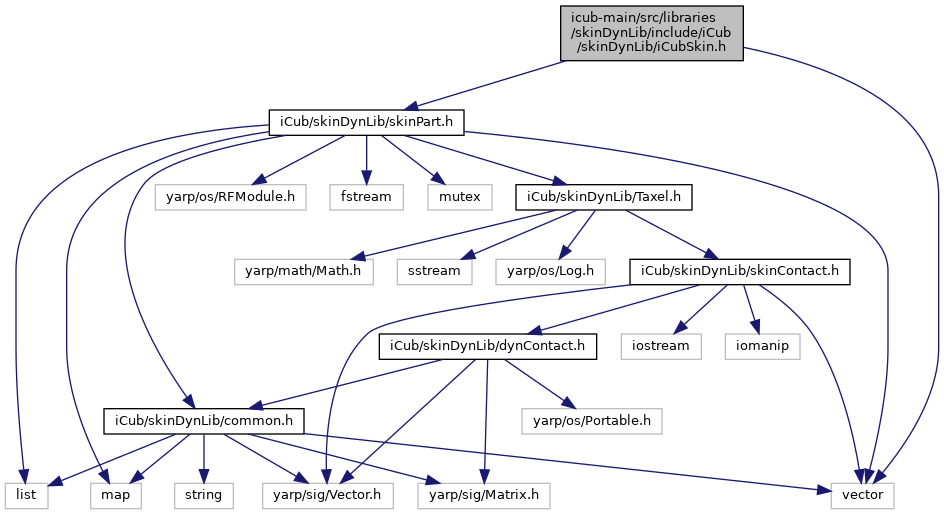 icub-main/src/libraries
/skinDynLib/include/iCub
/skinDynLib/iCubSkin.h
iCub/skinDynLib/skinPart.h
yarp/os/RFModule.h
fstream
mutex
iCub/skinDynLib/Taxel.h
yarp/math/Math.h
sstream
yarp/os/Log.h
iCub/skinDynLib/skinContact.h
iCub/skinDynLib/dynContact.h
iostream
iomanip
iCub/skinDynLib/common.h
yarp/os/Portable.h
list
map
string
yarp/sig/Vector.h
yarp/sig/Matrix.h
vector